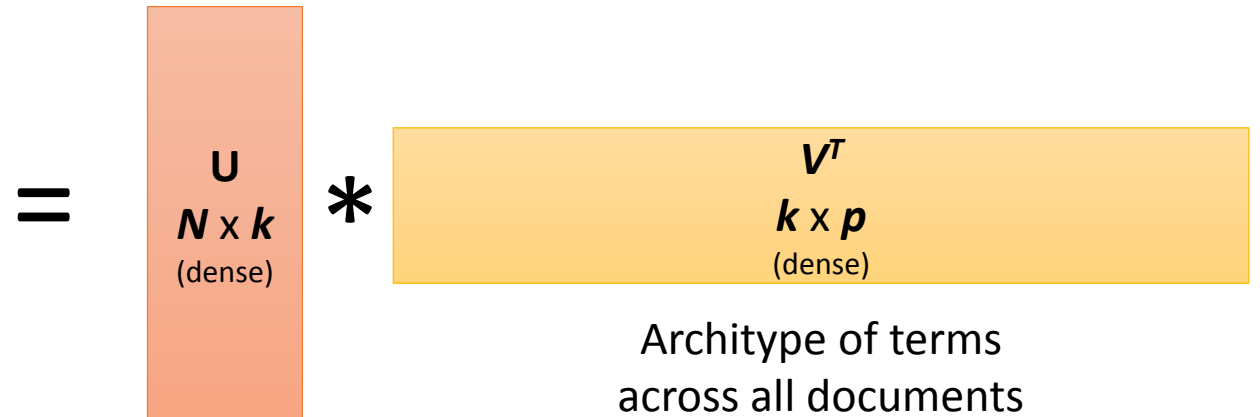 =
U
N x k
(dense)
*
V^T
k x p
(dense)
Architype of terms
across all documents